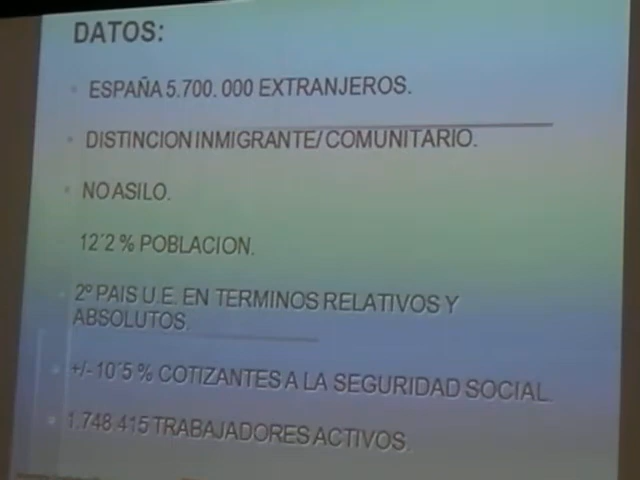 DATOS:
ESPAÑA 5.700.000 EXTRANJEROS.
DISTINCION INMIGRANTE/ COMUNITARIO.
NO ASILO.
12´2 % POBLACION.
2º PAIS U.E. EN TERMINOS RELATIVOS Y
ABSOLUTOS.
+/- 10´5 % COTIZANTES A LA SEGURIDAD SOCIAL.
1.748.415 TRABAJADORES ACTIVOS.